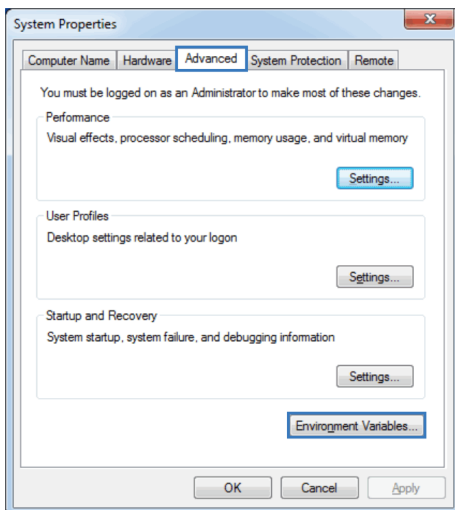 System Properties
Computer Name Hardware Advanced System Protection Remote
You must be logged on as an Administrator to make most of these changes.
Performance
Visual effects, processor scheduling, memory usage, and virtual memory
Settings...
User Profiles
Desktop settings related to your logon
Settings...
Startup and Recovery
System startup, system failure, and debugging information
Settings...
Environment Variables...
OK Cancel Apply